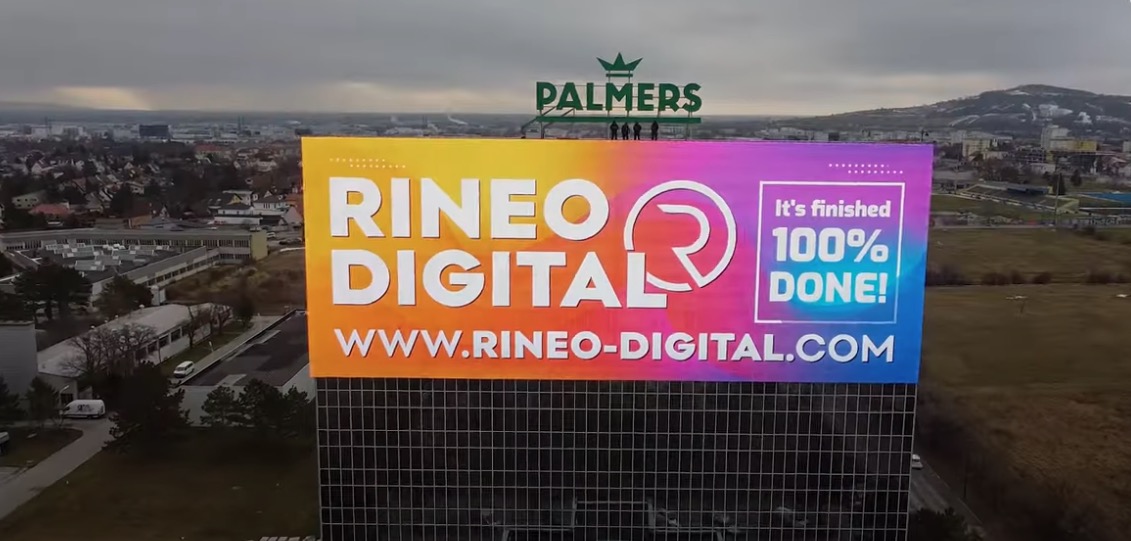 PALMERS
RINEO
DIGITAL
R
It's finished
100%
DONE!
WWW.RINEO-DIGITAL.COM